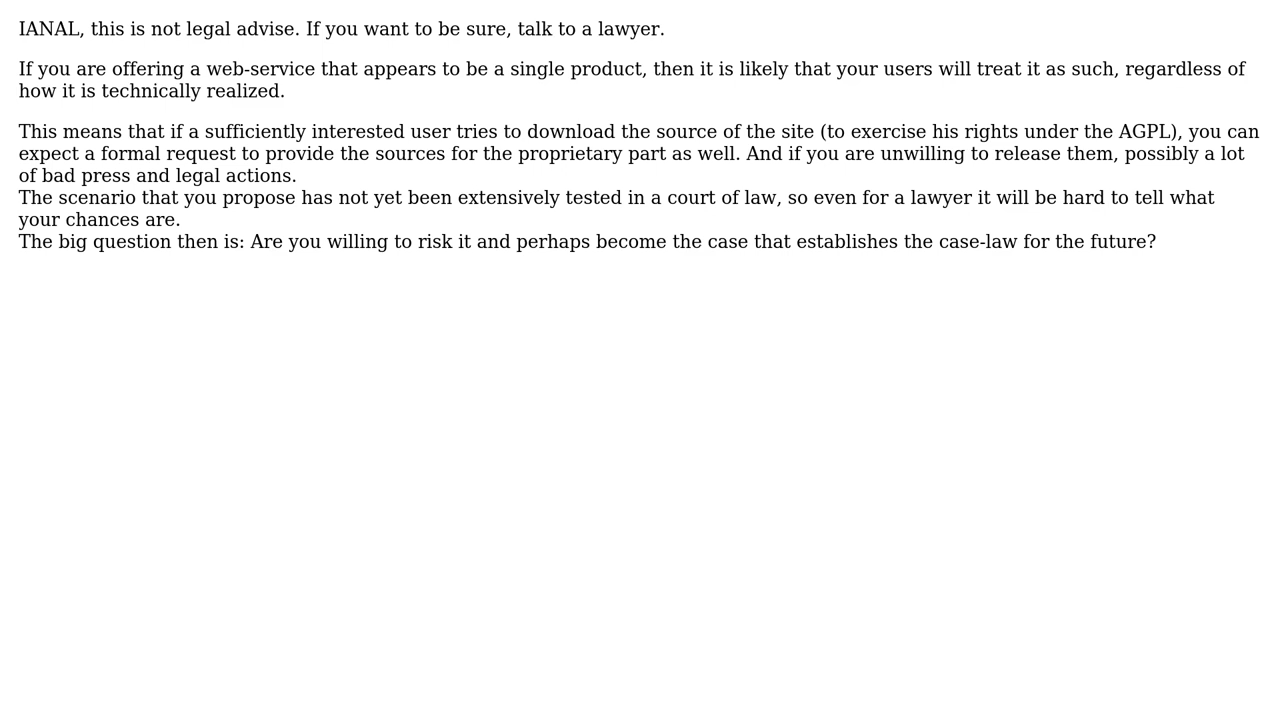 IANAL, this is not legal advise. If you want to be sure, talk to a lawyer.
If you are offering a web-service that appears to be a single product, then it is likely that your users will treat it as such, regardless of
how it is technically realized.
This means that if a sufficiently interested user tries to download the source of the site (to exercise his rights under the AGPL), you can
expect a formal request to provide the sources for the proprietary part as well. And if you are unwilling to release them, possibly a lot
of bad press and legal actions.
The scenario that you propose has not yet been extensively tested in a court of law, so even for a lawyer it will be hard to tell what
your chances are.
The big question then is: Are you willing to risk it and perhaps become the case that establishes the case-law for the future?